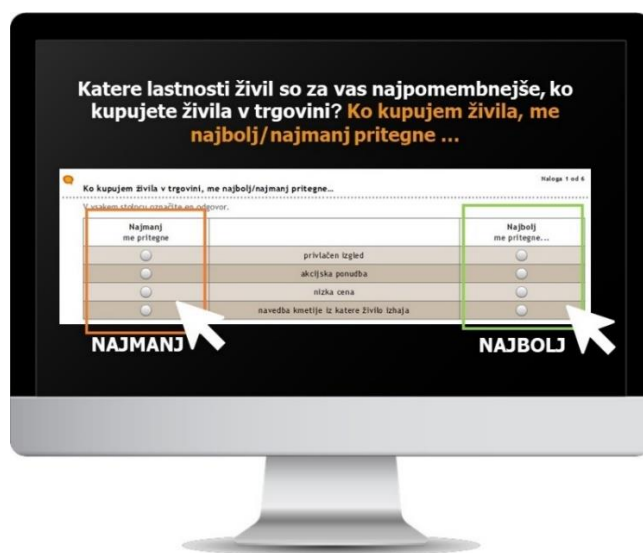 Katere lastnosti živil so za vas najpomembnejše, ko
kupujete živila v trgovini? Ko kupujem živila, me
najbolj/najmanj pritegne ...
Naloga 1 od 6
Ko kupujem živila v trgovini, me najbolj/najmanj pritegne...
V vsakem stolpcu označite en odgovor.
Najmanj
me pritegne
Najbolj
me pritegne...
privlačen izgled
akcijska ponudba
nizka cena
navedba kmetije iz katere živilo izhaja
NAJMANJ
NAJBOLJ